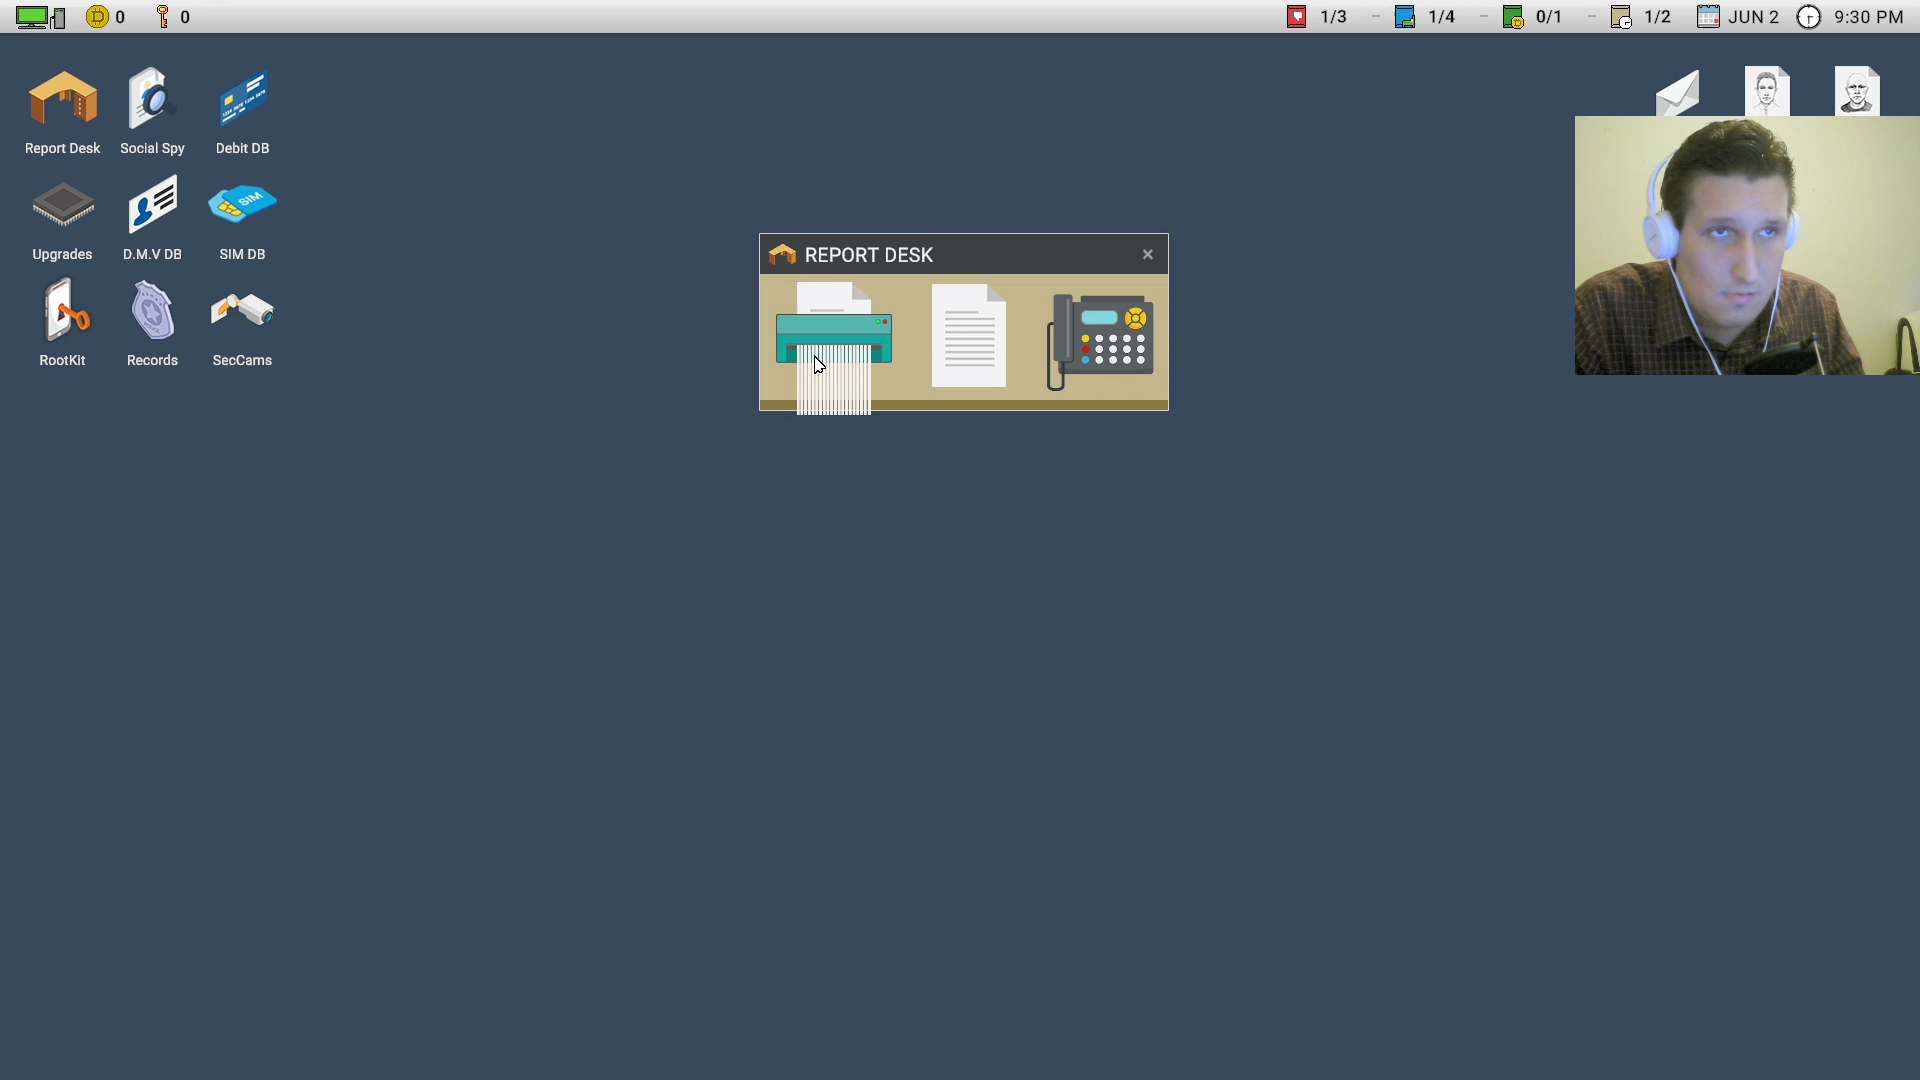 0 0 1/3 – 1/4 – 0/1 – 1/2 JUN 2 9:30 PM
Report Desk Social Spy Debit DB
Upgrades D.M.V DB SIM DB
SIM
RootKit Records SecCams
REPORT DESK ×